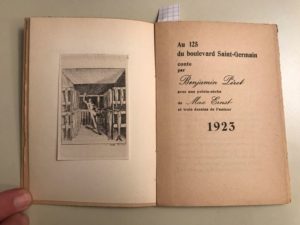 Au 125
du boulevard Saint-Germain
conte
par
Benjamin Péret
avec une pointe-sèche
de Max Ernst
et trois dessins de l'auteur
1923